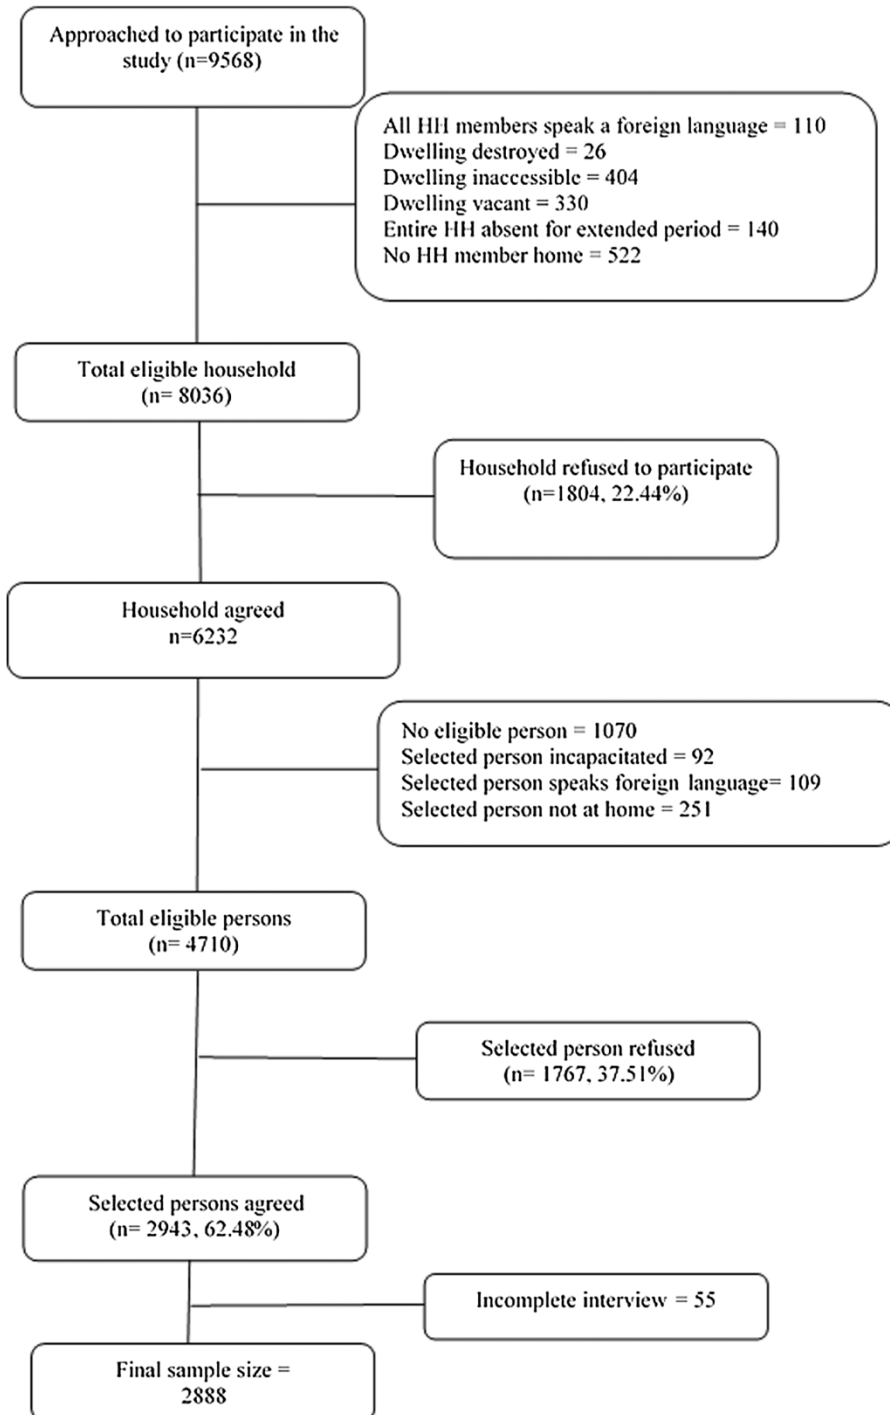 Approached to participate in the
study (n=9568)
All HH members speak a foreign language = 110
Dwelling destroyed = 26
Dwelling inaccessible = 404
Dwelling vacant = 330
Entire HH absent for extended period = 140
No HH member home = 522
Total eligible household
(n= 8036)
Household refused to participate
(n=1804, 22.44%)
Household agreed
n=6232
No eligible person = 1070
Selected person incapacitated = 92
Selected person speaks foreign language= 109
Selected person not at home = 251
Total eligible persons
(n= 4710)
Selected person refused
(n= 1767, 37.51%)
Selected persons agreed
(n= 2943, 62.48%)
Incomplete interview = 55
Final sample size =
2888